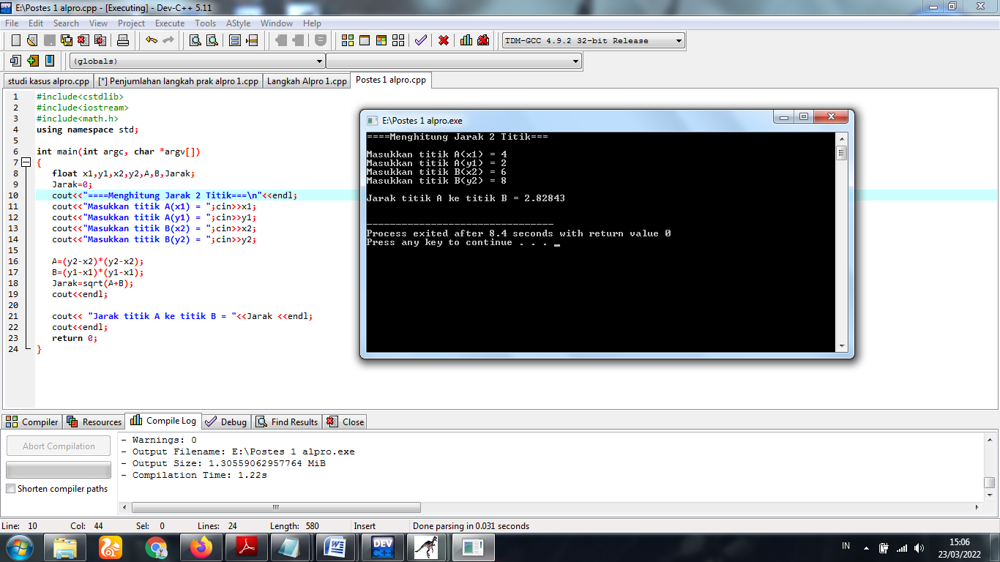 E:\Postes 1 alpro.cpp - [Executing] - Dev-C++ 5.11
File Edit Search View Project Execute Tools AStyle Window Help
TDM-GCC 4.9.2 32-bit Release
(globals)
studi kasus alpro.cpp [*] Penjumlahan langkah prak alpro 1.cpp Langkah Alpro 1.cpp Postes 1 alpro.cpp
1 #include<cstdlib>
2 #include<iostream>
3 #include<math.h>
4 using namespace std;
5
6 int main(int argc, char *argv[])
7 {
8 float x1,y1,x2,y2,A,B,Jarak;
9 Jarak=0;
10 cout<<"====Menghitung Jarak 2 Titik===\n"<<endl;
11 cout<<"Masukkan titik A(x1) = ";cin>>x1;
12 cout<<"Masukkan titik A(y1) = ";cin>>y1;
13 cout<<"Masukkan titik B(x2) = ";cin>>x2;
14 cout<<"Masukkan titik B(y2) = ";cin>>y2;
15
16 A=(y2-x2)*(y2-x2);
17 B=(y1-x1)*(y1-x1);
18 Jarak=sqrt(A+B);
19 cout<<endl;
20
21 cout<< "Jarak titik A ke titik B = "<<Jarak <<endl;
22 cout<<endl;
23 return 0;
24 }
E:\Postes 1 alpro.exe
====Menghitung Jarak 2 Titik===
Masukkan titik A(x1) = 4
Masukkan titik A(y1) = 2
Masukkan titik B(x2) = 6
Masukkan titik B(y2) = 8
Jarak titik A ke titik B = 2.82843
--------------------------------
Process exited after 8.4 seconds with return value 0
Press any key to continue . . . _
Compiler Resources Compile Log Debug Find Results Close
Abort Compilation
Shorten compiler paths
- Warnings: 0
- Output Filename: E:\Postes 1 alpro.exe
- Output Size: 1.30559062957764 MiB
- Compilation Time: 1.22s
Line: 10 Col: 44 Sel: 0 Lines: 24 Length: 580 Insert Done parsing in 0.031 seconds
DEV C++
IN
15:06
23/03/2022